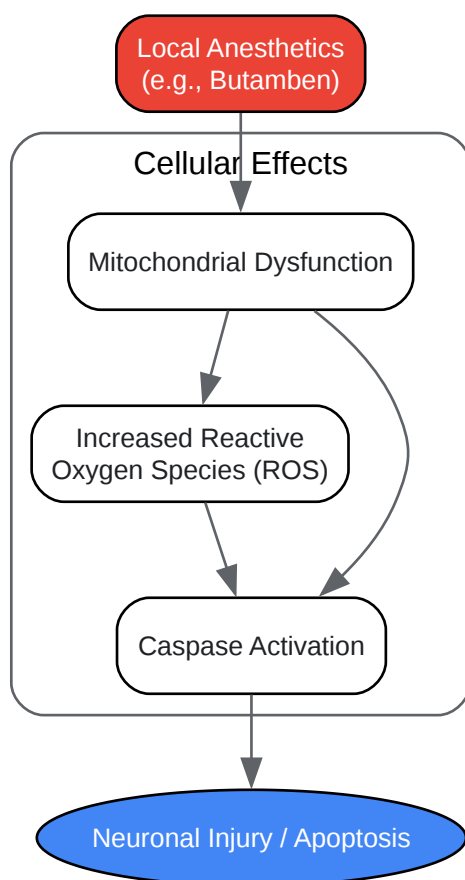 Local Anesthetics
(e.g., Butamben)
Cellular Effects
Mitochondrial Dysfunction
Increased Reactive
Oxygen Species (ROS)
Caspase Activation
Neuronal Injury / Apoptosis